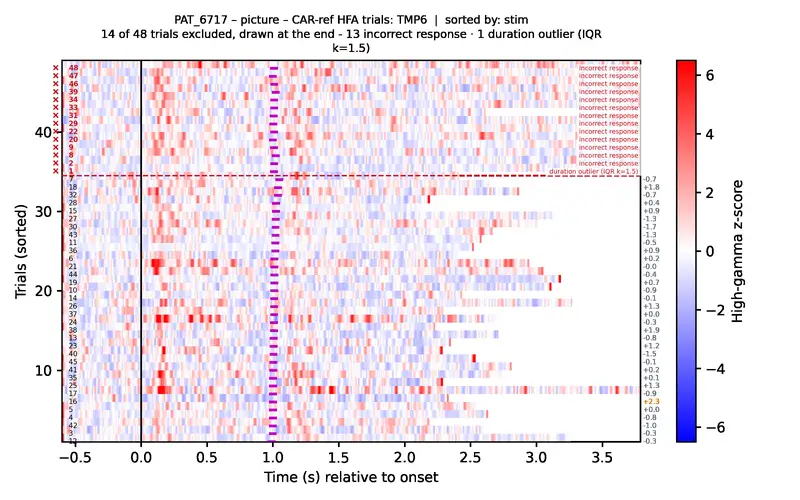 PAT_6717 – picture – CAR-ref HFA trials: TMP6 | sorted by: stim
14 of 48 trials excluded, drawn at the end - 13 incorrect response · 1 duration outlier (IQR
k=1.5)
× 48 incorrect response
× 47 incorrect response
× 46 incorrect response
× 39 incorrect response
× 34 incorrect response
× 33 incorrect response
× 31 incorrect response
× 29 incorrect response
× 22 incorrect response
× 20 incorrect response
× 9 incorrect response
× 8 incorrect response
× 2 incorrect response
× 1 duration outlier (IQR k=1.5)
7 -0.7
18 +1.8
32 -0.7
28 +0.4
15 +0.9
27 -1.3
30 -1.7
43 -1.3
11 -0.5
36 +0.9
6 +0.2
21 -0.0
44 -0.4
19 +0.7
10 -0.9
14 -0.1
26 +1.3
37 +0.0
24 -0.3
38 +1.9
13 -0.8
23 +1.2
40 -1.5
45 -0.1
41 +0.2
35 +0.1
25 +1.3
17 -0.9
16 +2.3
5 +0.0
4 -0.8
42 -1.0
3 -0.3
12 -0.3
40
30
20
10
Trials (sorted)
−0.5 0.0 0.5 1.0 1.5 2.0 2.5 3.0 3.5
Time (s) relative to onset
6
4
2
0
−2
−4
−6
High-gamma z-score